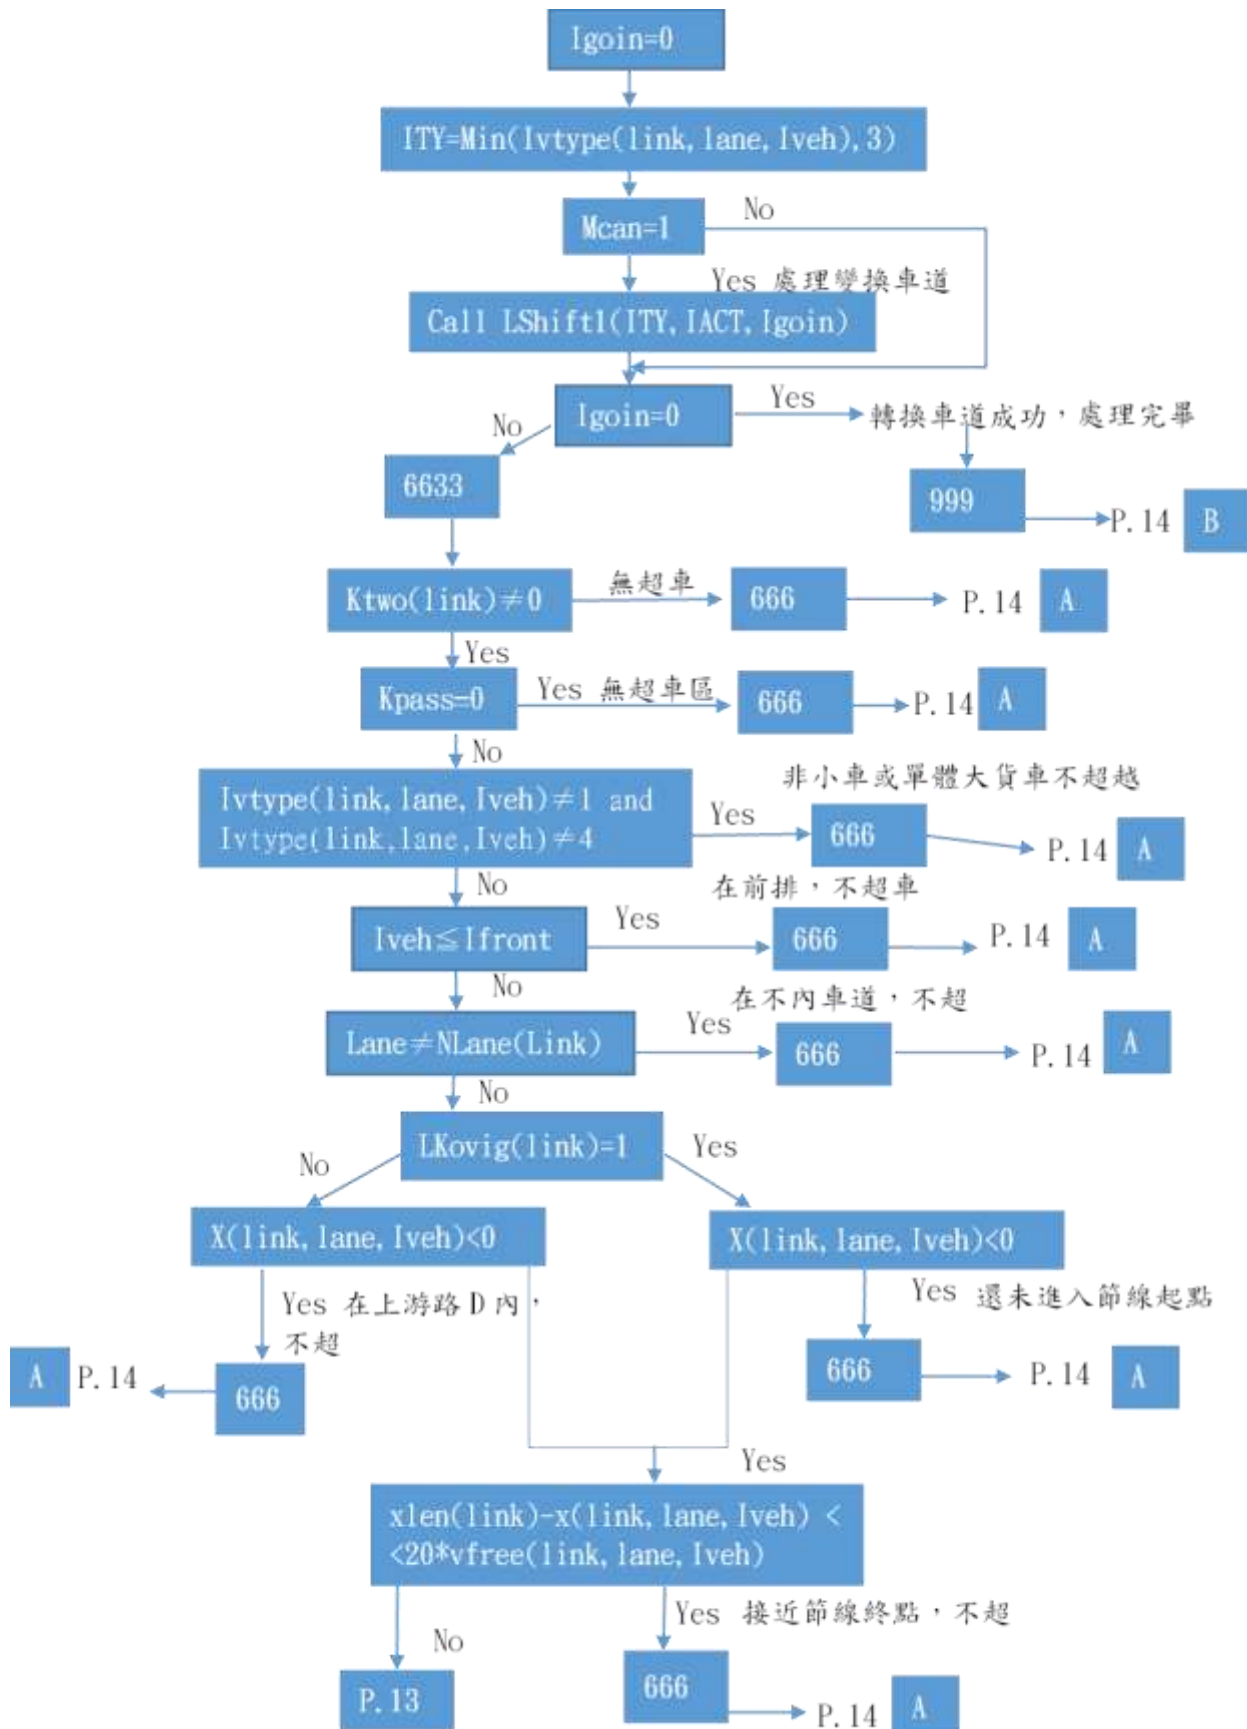 Igoin=0
ITY=Min(Ivtype(link,lane,Iveh),3)
Mcan=1
No
Yes 處理變換車道
Call LShift1(ITY,IACT,Igoin)
Igoin=0
Yes
轉換車道成功，處理完畢
No
6633
999
P.14
B
Ktwo(link)≠0
無超車
666
P.14
A
Yes
Kpass=0
Yes 無超車區
666
P.14
A
No
Ivtype(link,lane,Iveh)≠1 and
Ivtype(link,lane,Iveh)≠4
Yes
非小車或單體大貨車不超越
666
P.14
A
No
Iveh≦Ifront
Yes
在前排，不超車
666
P.14
A
No
Lane≠NLane(Link)
Yes
在不內車道，不超
666
P.14
A
No
LKovig(link)=1
No
Yes
X(link,lane,Iveh)<0
X(link,lane,Iveh)<0
Yes 在上游路D內，
不超
Yes 還未進入節線起點
A
P.14
666
666
P.14
A
Yes
xlen(link)-x(link,lane,Iveh) <
<20*vfree(link,lane,Iveh)
No
Yes 接近節線終點，不超
P.13
666
P.14
A